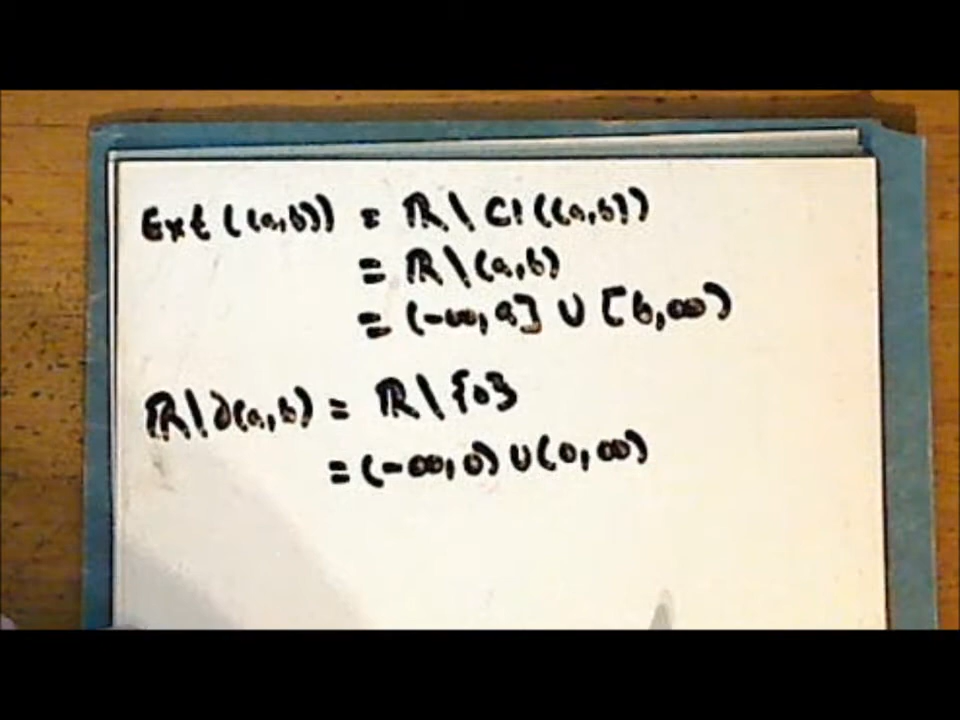 Ext((a,b)) = ℝ \ Cl((a,b))
= ℝ \ (a,b)
= (-∞,a] ∪ [b,∞)
ℝ \ ∂(a,b) = ℝ \ {0}
= (-∞,0) ∪ (0,∞)